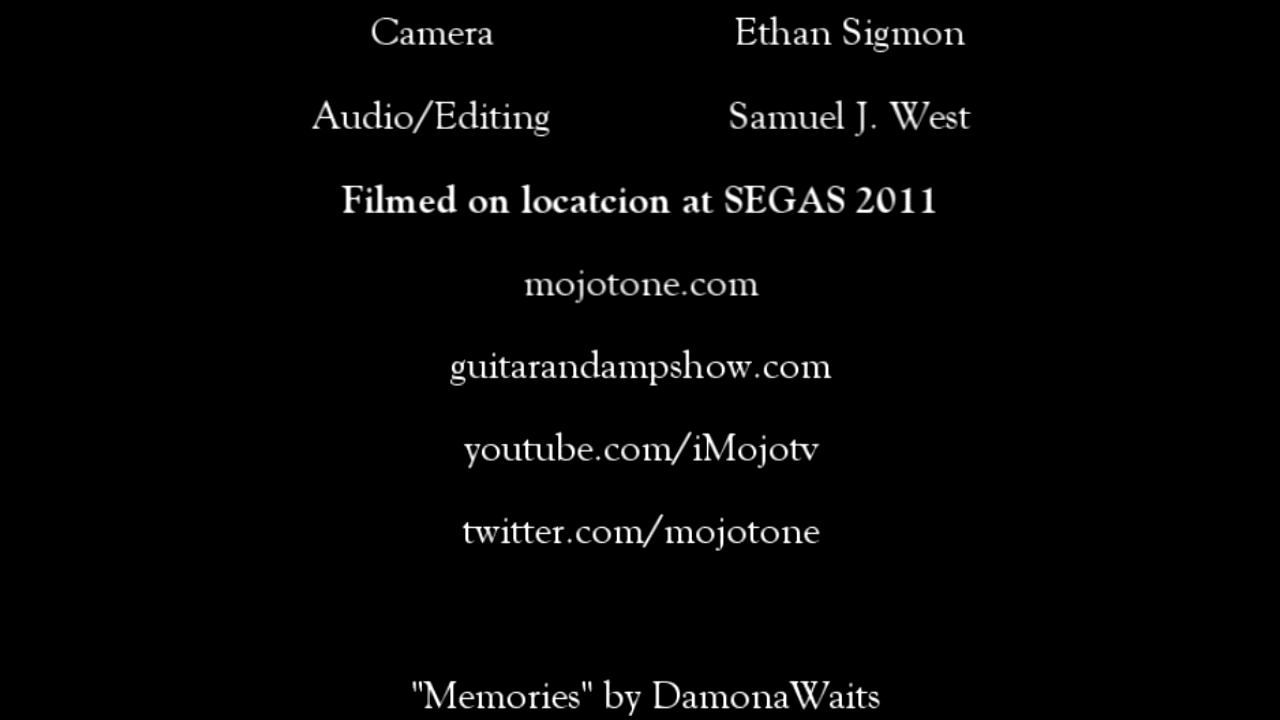 Camera Ethan Sigmon
Audio/Editing Samuel J. West
Filmed on locatcion at SEGAS 2011
mojotone.com
guitarandampshow.com
youtube.com/iMojotv
twitter.com/mojotone
"Memories" by DamonaWaits